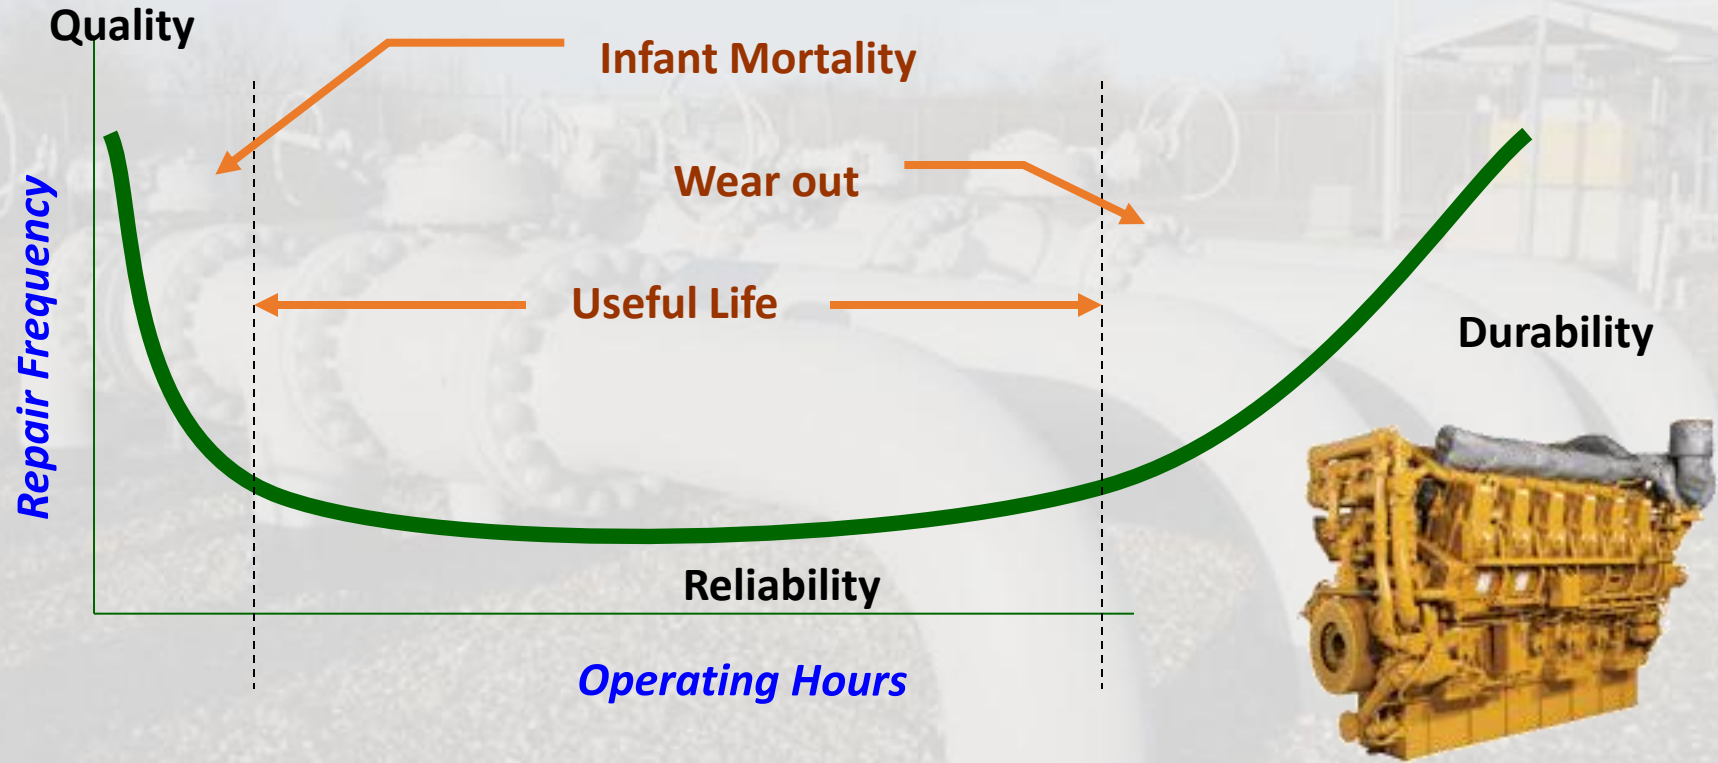 Quality
Infant Mortality
Wear out
Useful Life
Durability
Repair Frequency
Reliability
Operating Hours